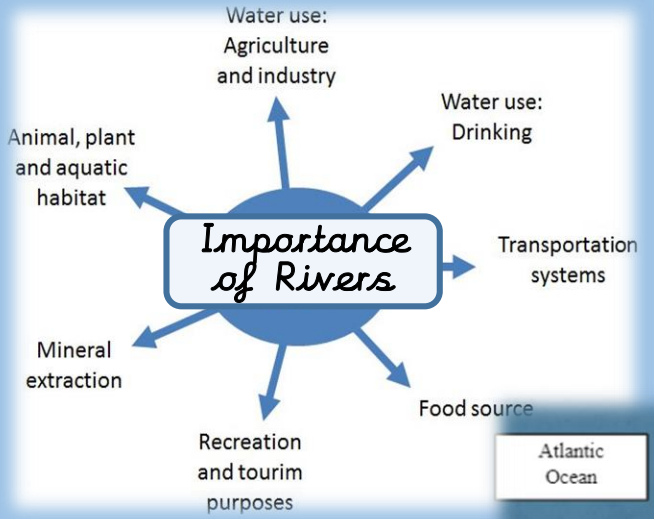 Water use:
Agriculture
and industry
Water use:
Drinking
Animal, plant
and aquatic
habitat
Importance
of Rivers
Transportation
systems
Mineral
extraction
Food source
Recreation
and tourim
purposes
Atlantic
Ocean